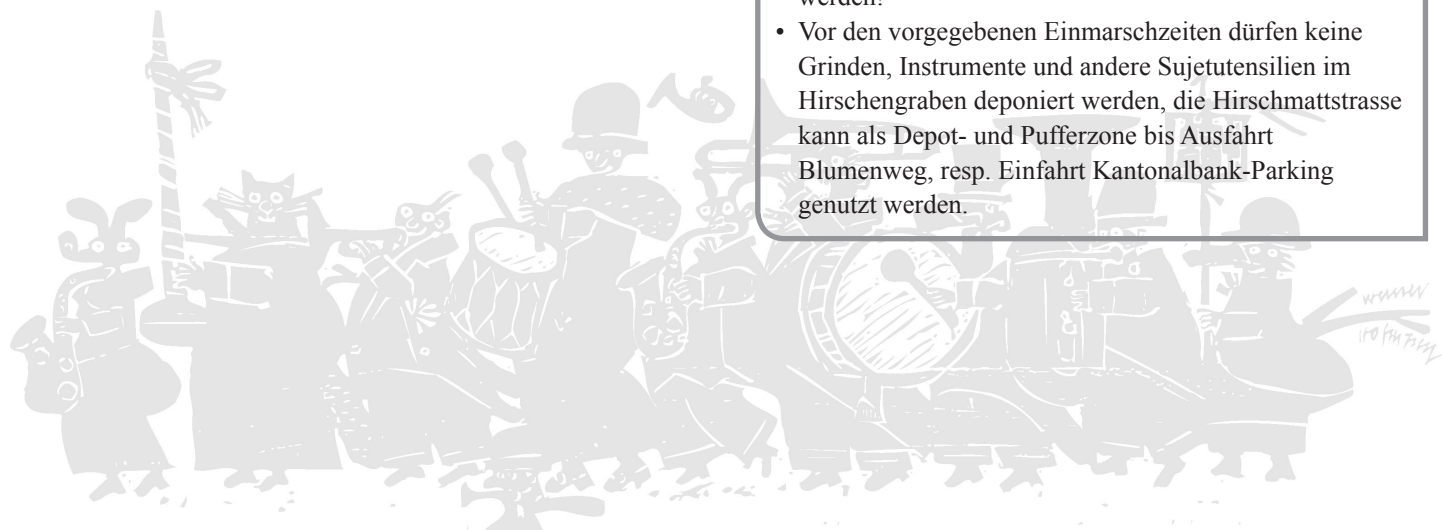 werden!
• Vor den vorgegebenen Einmarschzeiten dürfen keine
Grinden, Instrumente und andere Sujetutensilien im
Hirschengraben deponiert werden, die Hirschmattstrasse
kann als Depot- und Pufferzone bis Ausfahrt
Blumenweg, resp. Einfahrt Kantonalbank-Parking
genutzt werden.